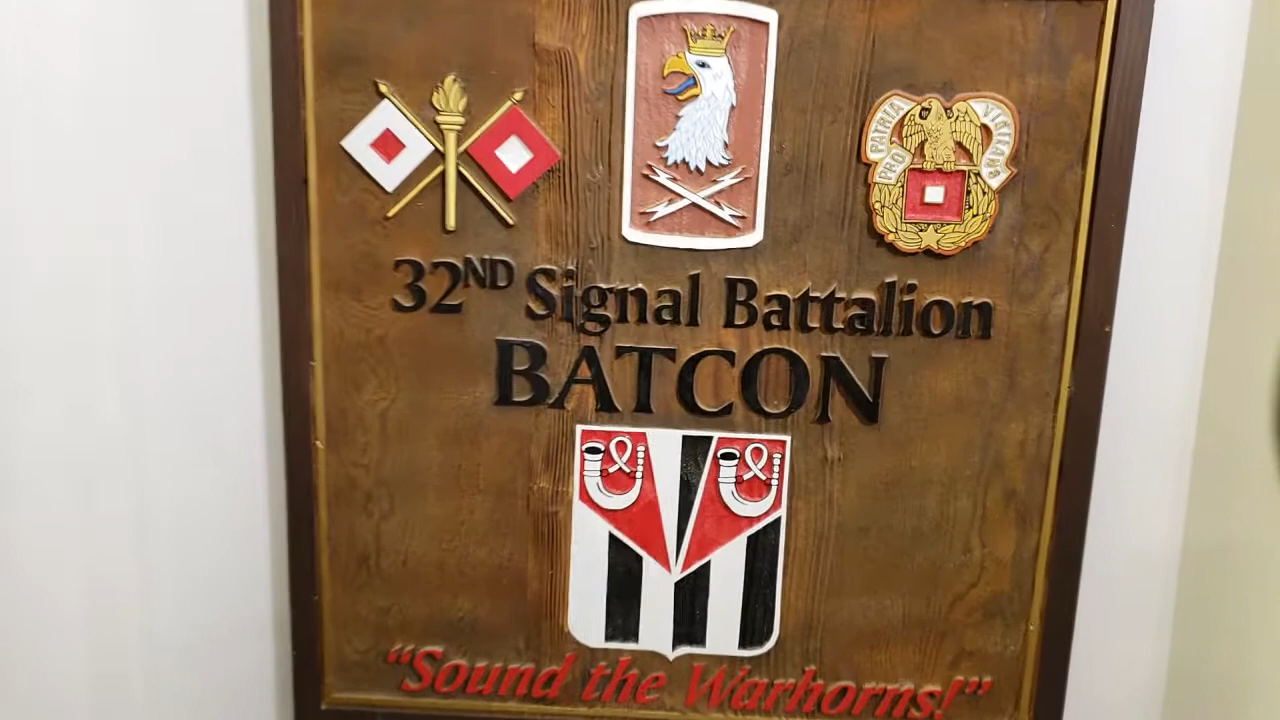 PRO PATRIA VIGILANS
32ND Signal Battalion
BATCON
"Sound the Warhorns!"